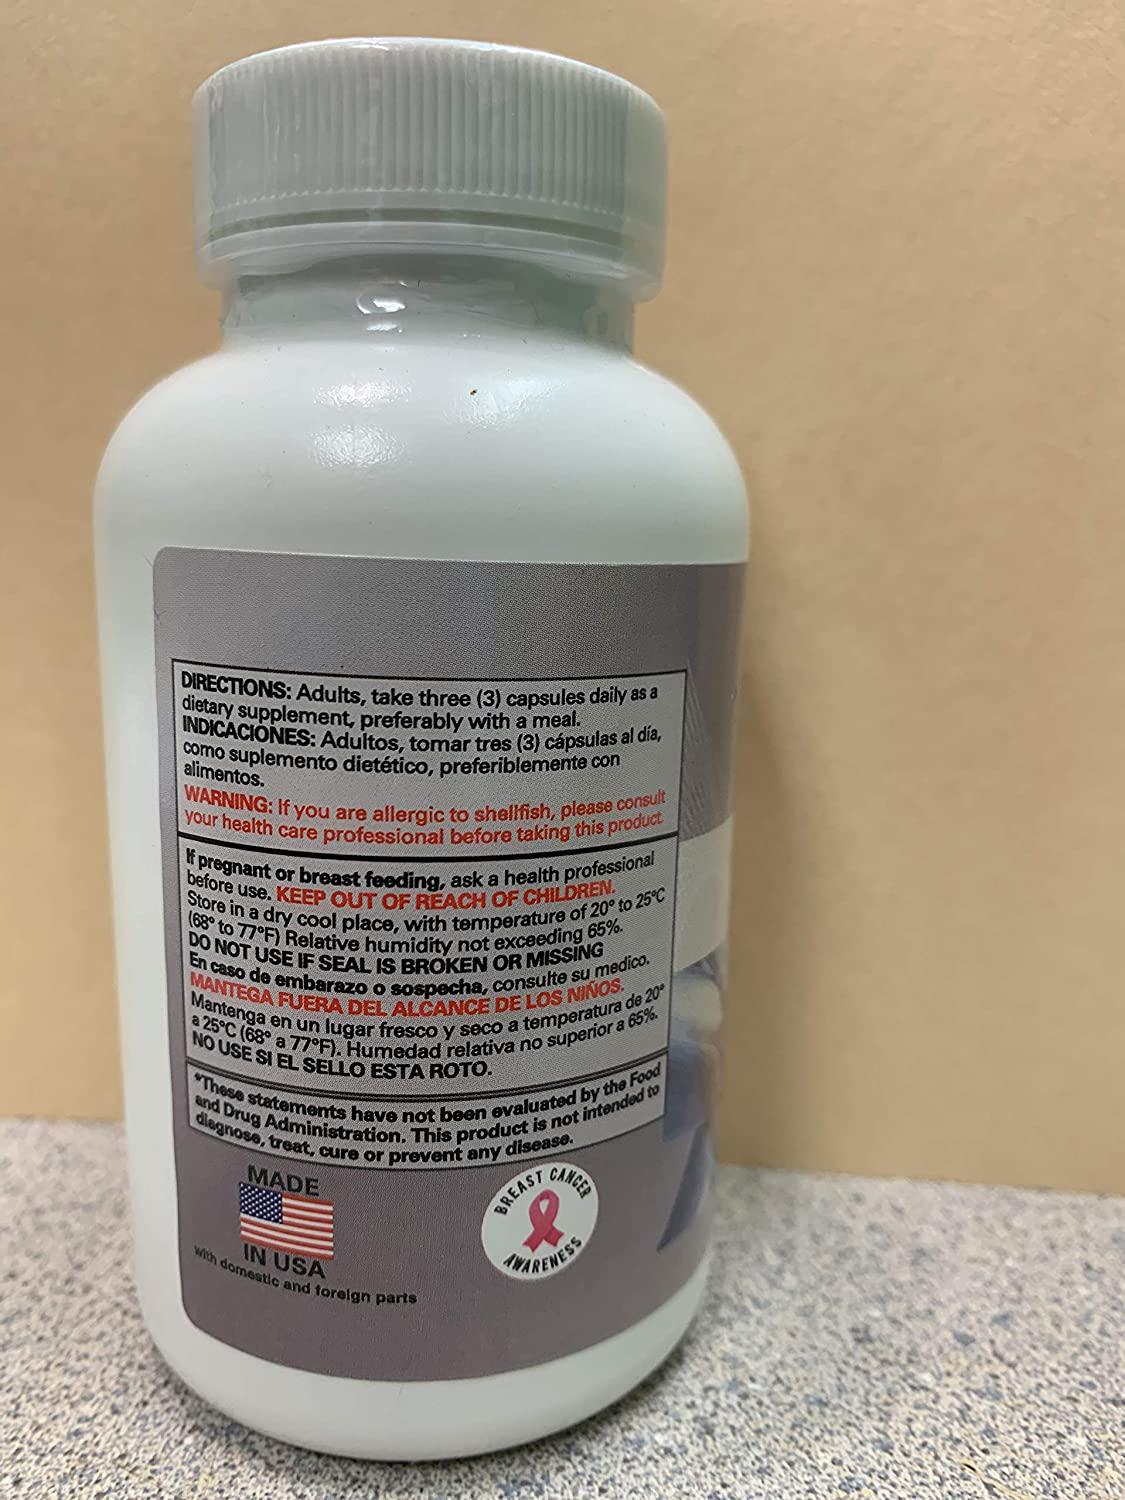 DIRECTIONS: Adults, take three (3) capsules daily as a
dietary supplement, preferably with a meal.
INDICACIONES: Adultos, tomar tres (3) cápsulas al día,
como suplemento dietético, preferiblemente con
alimentos.
WARNING: If you are allergic to shellfish, please consult
your health care professional before taking this product.
If pregnant or breast feeding, ask a health professional
before use. KEEP OUT OF REACH OF CHILDREN.
Store in a dry cool place, with temperature of 20° to 25°C
(68° to 77°F) Relative humidity not exceeding 65%.
DO NOT USE IF SEAL IS BROKEN OR MISSING
En caso de embarazo o sospecha, consulte su medico.
MANTEGA FUERA DEL ALCANCE DE LOS NIÑOS.
Mantenga en un lugar fresco y seco a temperatura de 20°
a 25°C (68° a 77°F). Humedad relativa no superior a 65%.
NO USE SI EL SELLO ESTA ROTO.
*These statements have not been evaluated by the Food
and Drug Administration. This product is not intended to
diagnose, treat, cure or prevent any disease.
MADE
IN USA
with domestic and foreign parts
BREAST CANCER
AWARENESS